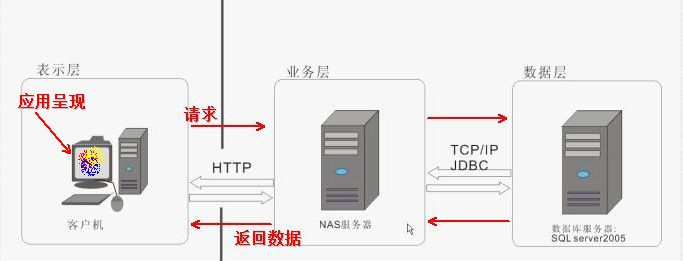 表示层
业务层
数据层
应用呈现
请求
HTTP
TCP/IP
JDBC
客户机
返回数据
NAS服务器
数据库服务器:
SQL server2005